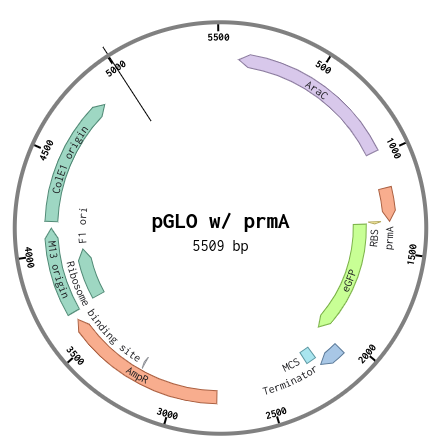 5500
500
1000
1500
2000
2500
3000
3500
4000
4500
5000
AraC
prmA
RBS
eGFP
MCS
Terminator
AmpR
Ribosome binding site
M13 origin
F1 ori
ColE1 origin
pGLO w/ prmA
5509 bp